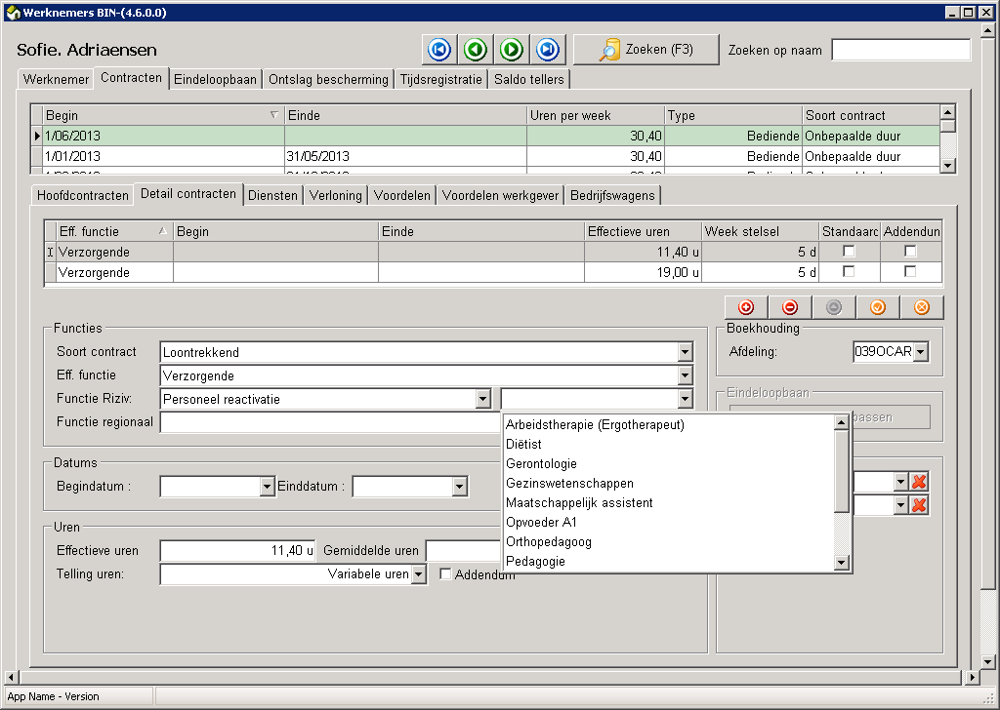 Werknemers BIN-(4.6.0.0)
Sofie. Adriaensen
Zoeken (F3) Zoeken op naam
Werknemer Contracten Eindeloopbaan Ontslag bescherming Tijdsregistratie Saldo tellers
Begin Einde Uren per week Type Soort contract
1/06/2013 30,40 Bediende Onbepaalde duur
1/01/2013 31/05/2013 30,40 Bediende Onbepaalde duur
Hoofdcontracten Detail contracten Diensten Verloning Voordelen Voordelen werkgever Bedrijfswagens
Eff. functie Begin Einde Effectieve uren Week stelsel Standaarc Addendun
Verzorgende 11,40 u 5 d
Verzorgende 19,00 u 5 d
Functies Boekhouding
Soort contract Loontrekkend Afdeling: 039OCAR
Eff. functie Verzorgende
Functie Riziv: Personeel reactivatie Eindeloopbaan
Functie regionaal passen
Arbeidstherapie (Ergotherapeut)
Diëtist
Gerontologie
Gezinswetenschappen
Maatschappelijk assistent
Opvoeder A1
Orthopedagoog
Pedagogie
Datums
Begindatum : Einddatum :
Uren
Effectieve uren 11,40 u Gemiddelde uren
Telling uren: Variabele uren Addendum
App Name - Version